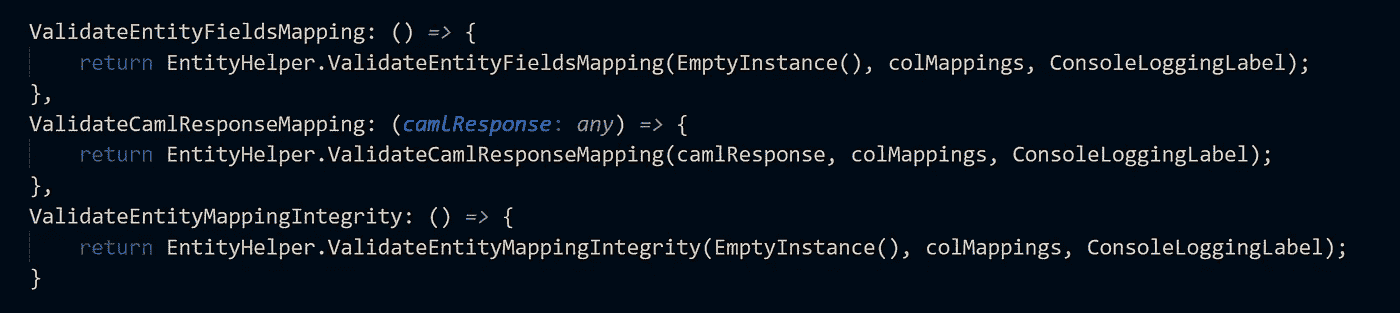 ValidateEntityFieldsMapping: () => {
    return EntityHelper.ValidateEntityFieldsMapping(EmptyInstance(), colMappings, ConsoleLoggingLabel);
},
ValidateCamlResponseMapping: (camlResponse: any) => {
    return EntityHelper.ValidateCamlResponseMapping(camlResponse, colMappings, ConsoleLoggingLabel);
},
ValidateEntityMappingIntegrity: () => {
    return EntityHelper.ValidateEntityMappingIntegrity(EmptyInstance(), colMappings, ConsoleLoggingLabel);
}